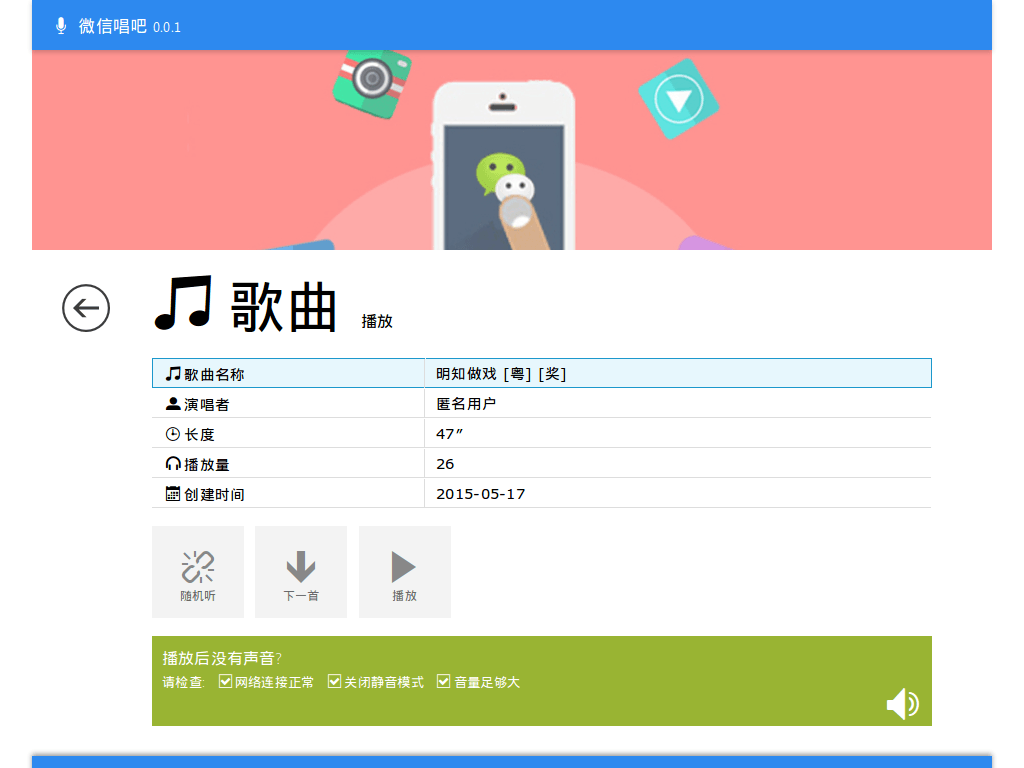 微信唱吧 0.0.1
歌曲 播放
歌曲名称 明知做戏 [粤] [奖]
演唱者 匿名用户
长度 47″
播放量 26
创建时间 2015-05-17
随机听 下一首 播放
播放后没有声音?
请检查: 网络连接正常 关闭静音模式 音量足够大